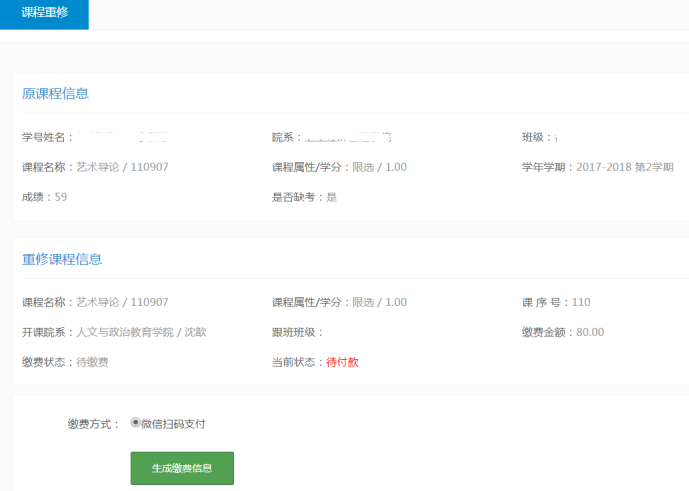 课程重修
原课程信息
学号姓名： 院系： 班级：
课程名称：艺术导论 / 110907 课程属性/学分：限选 / 1.00 学年学期：2017-2018 第2学期
成绩：59 是否缺考：是
重修课程信息
课程名称：艺术导论 / 110907 课程属性/学分：限选 / 1.00 课 序 号：110
开课院系：人文与政治教育学院 / 沈歆 跟班班级： 缴费金额：80.00
缴费状态：待缴费 当前状态：待付款
缴费方式： 微信扫码支付
生成缴费信息